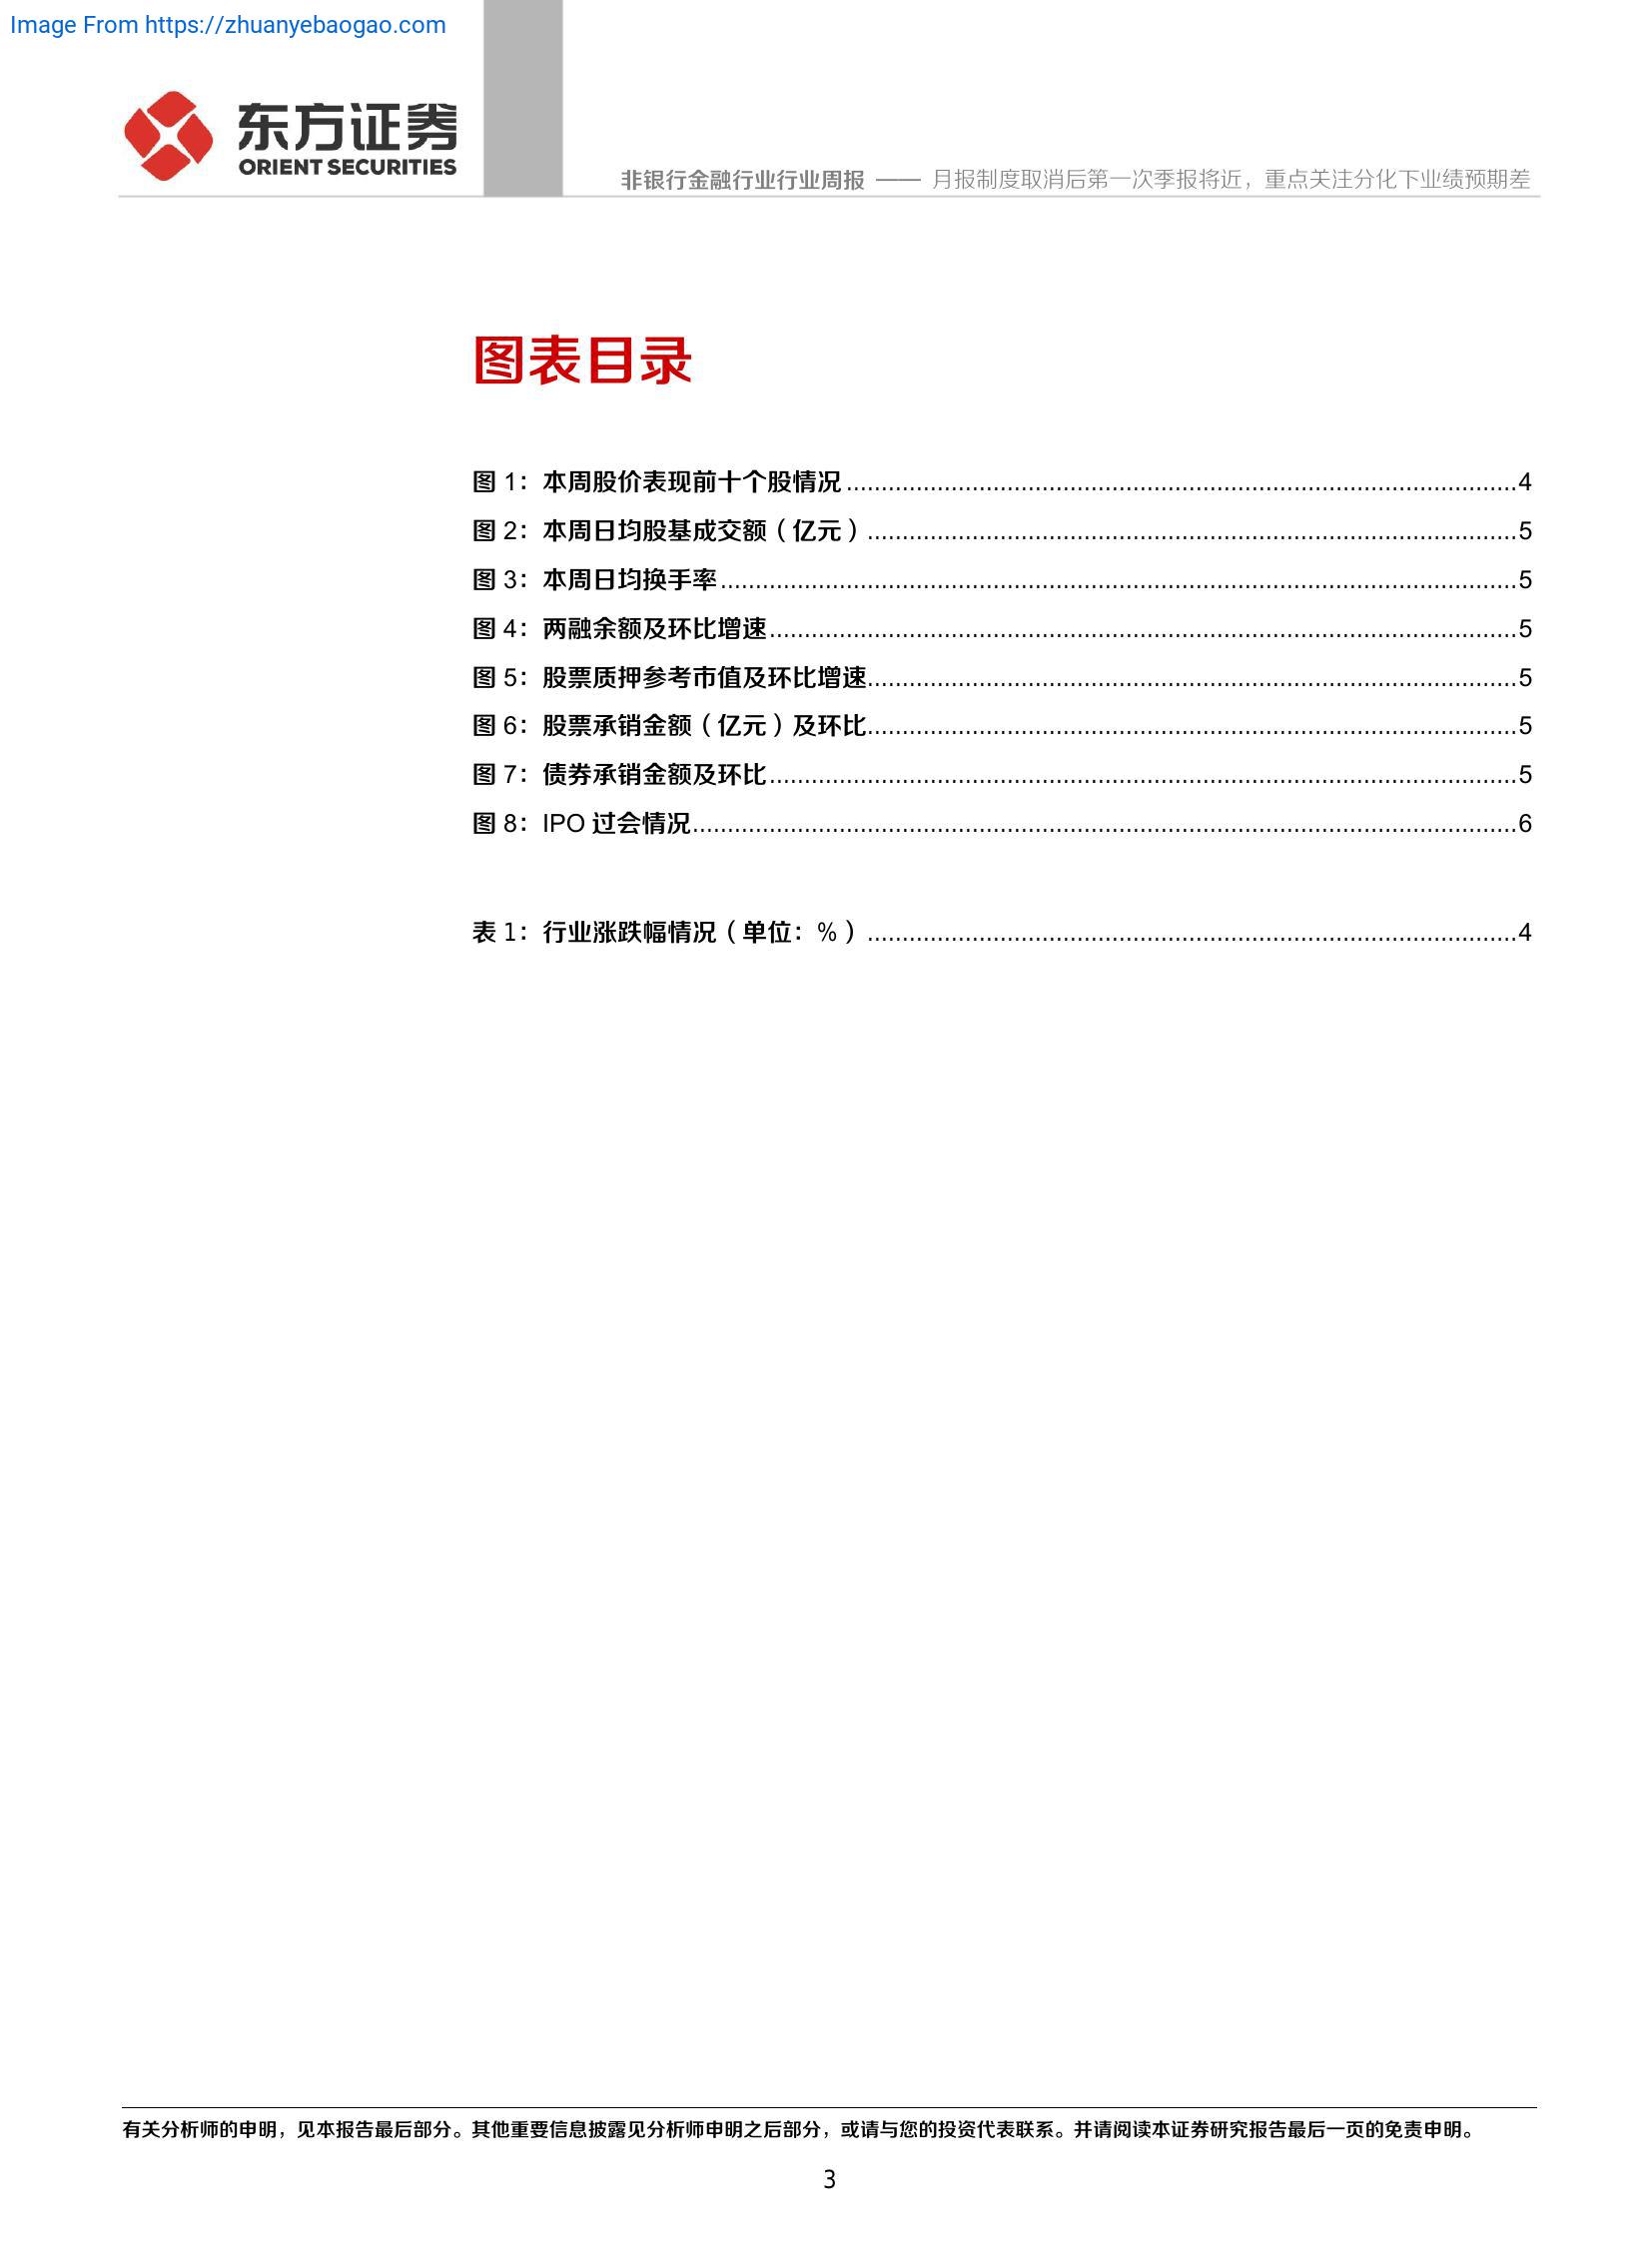 Image From https://zhuanyebaogao.com
东方证券
ORIENT SECURITIES
非银行金融行业行业周报 —— 月报制度取消后第一次季报将近，重点关注分化下业绩预期差
图表目录
图 1：本周股价表现前十个股情况........................................4
图 2：本周日均股基成交额（亿元）........................................5
图 3：本周日均换手率........................................5
图 4：两融余额及环比增速........................................5
图 5：股票质押参考市值及环比增速........................................5
图 6：股票承销金额（亿元）及环比........................................5
图 7：债券承销金额及环比........................................5
图 8：IPO 过会情况........................................6
表 1：行业涨跌幅情况（单位：%）........................................4
有关分析师的申明，见本报告最后部分。其他重要信息披露见分析师申明之后部分，或请与您的投资代表联系。并请阅读本证券研究报告最后一页的免责申明。
3